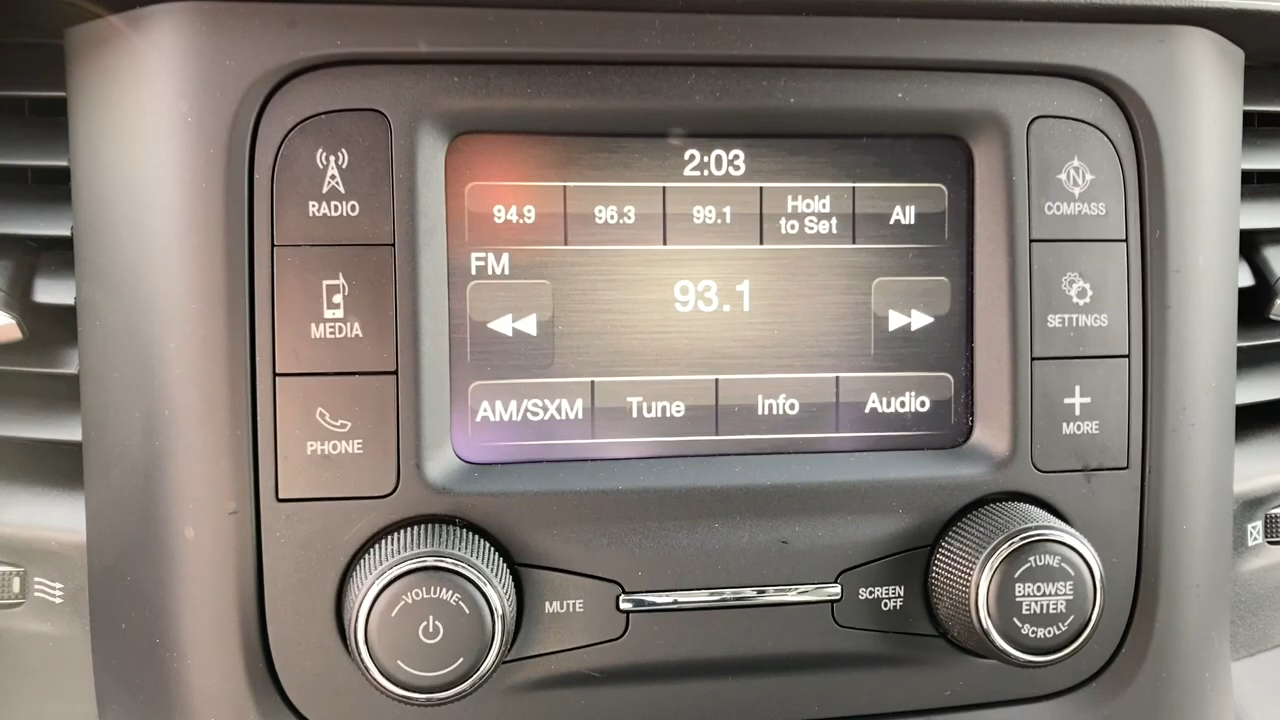 2:03
94.9 96.3 99.1 Hold to Set All
FM
93.1
AM/SXM Tune Info Audio
RADIO
MEDIA
PHONE
N
COMPASS
SETTINGS
MORE
VOLUME
MUTE
SCREEN
OFF
TUNE
BROWSE
ENTER
SCROLL